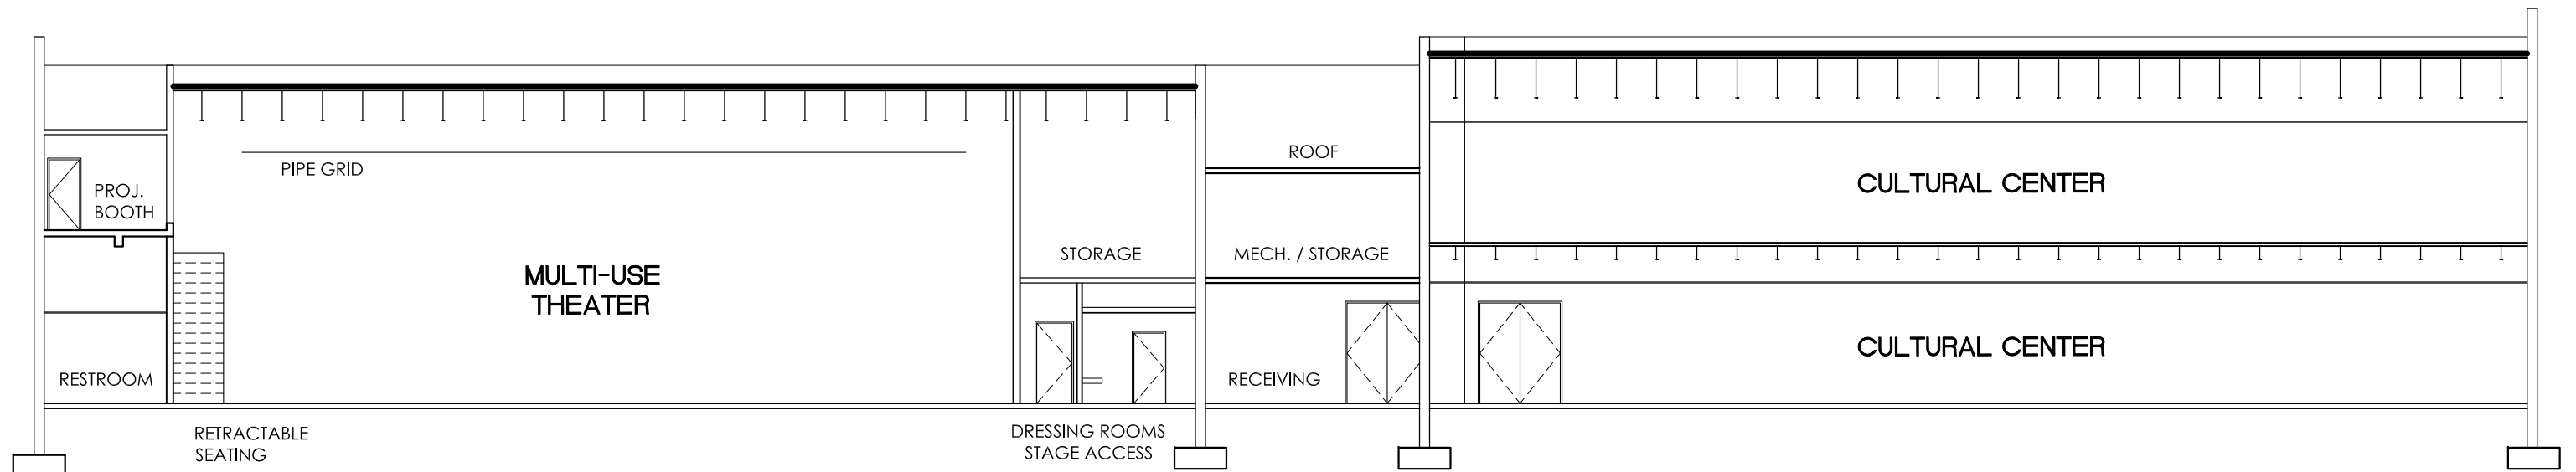 PROJ.
BOOTH
PIPE GRID
ROOF
CULTURAL CENTER
MULTI-USE
THEATER
STORAGE
MECH. / STORAGE
CULTURAL CENTER
RESTROOM
RECEIVING
RETRACTABLE
SEATING
DRESSING ROOMS
STAGE ACCESS